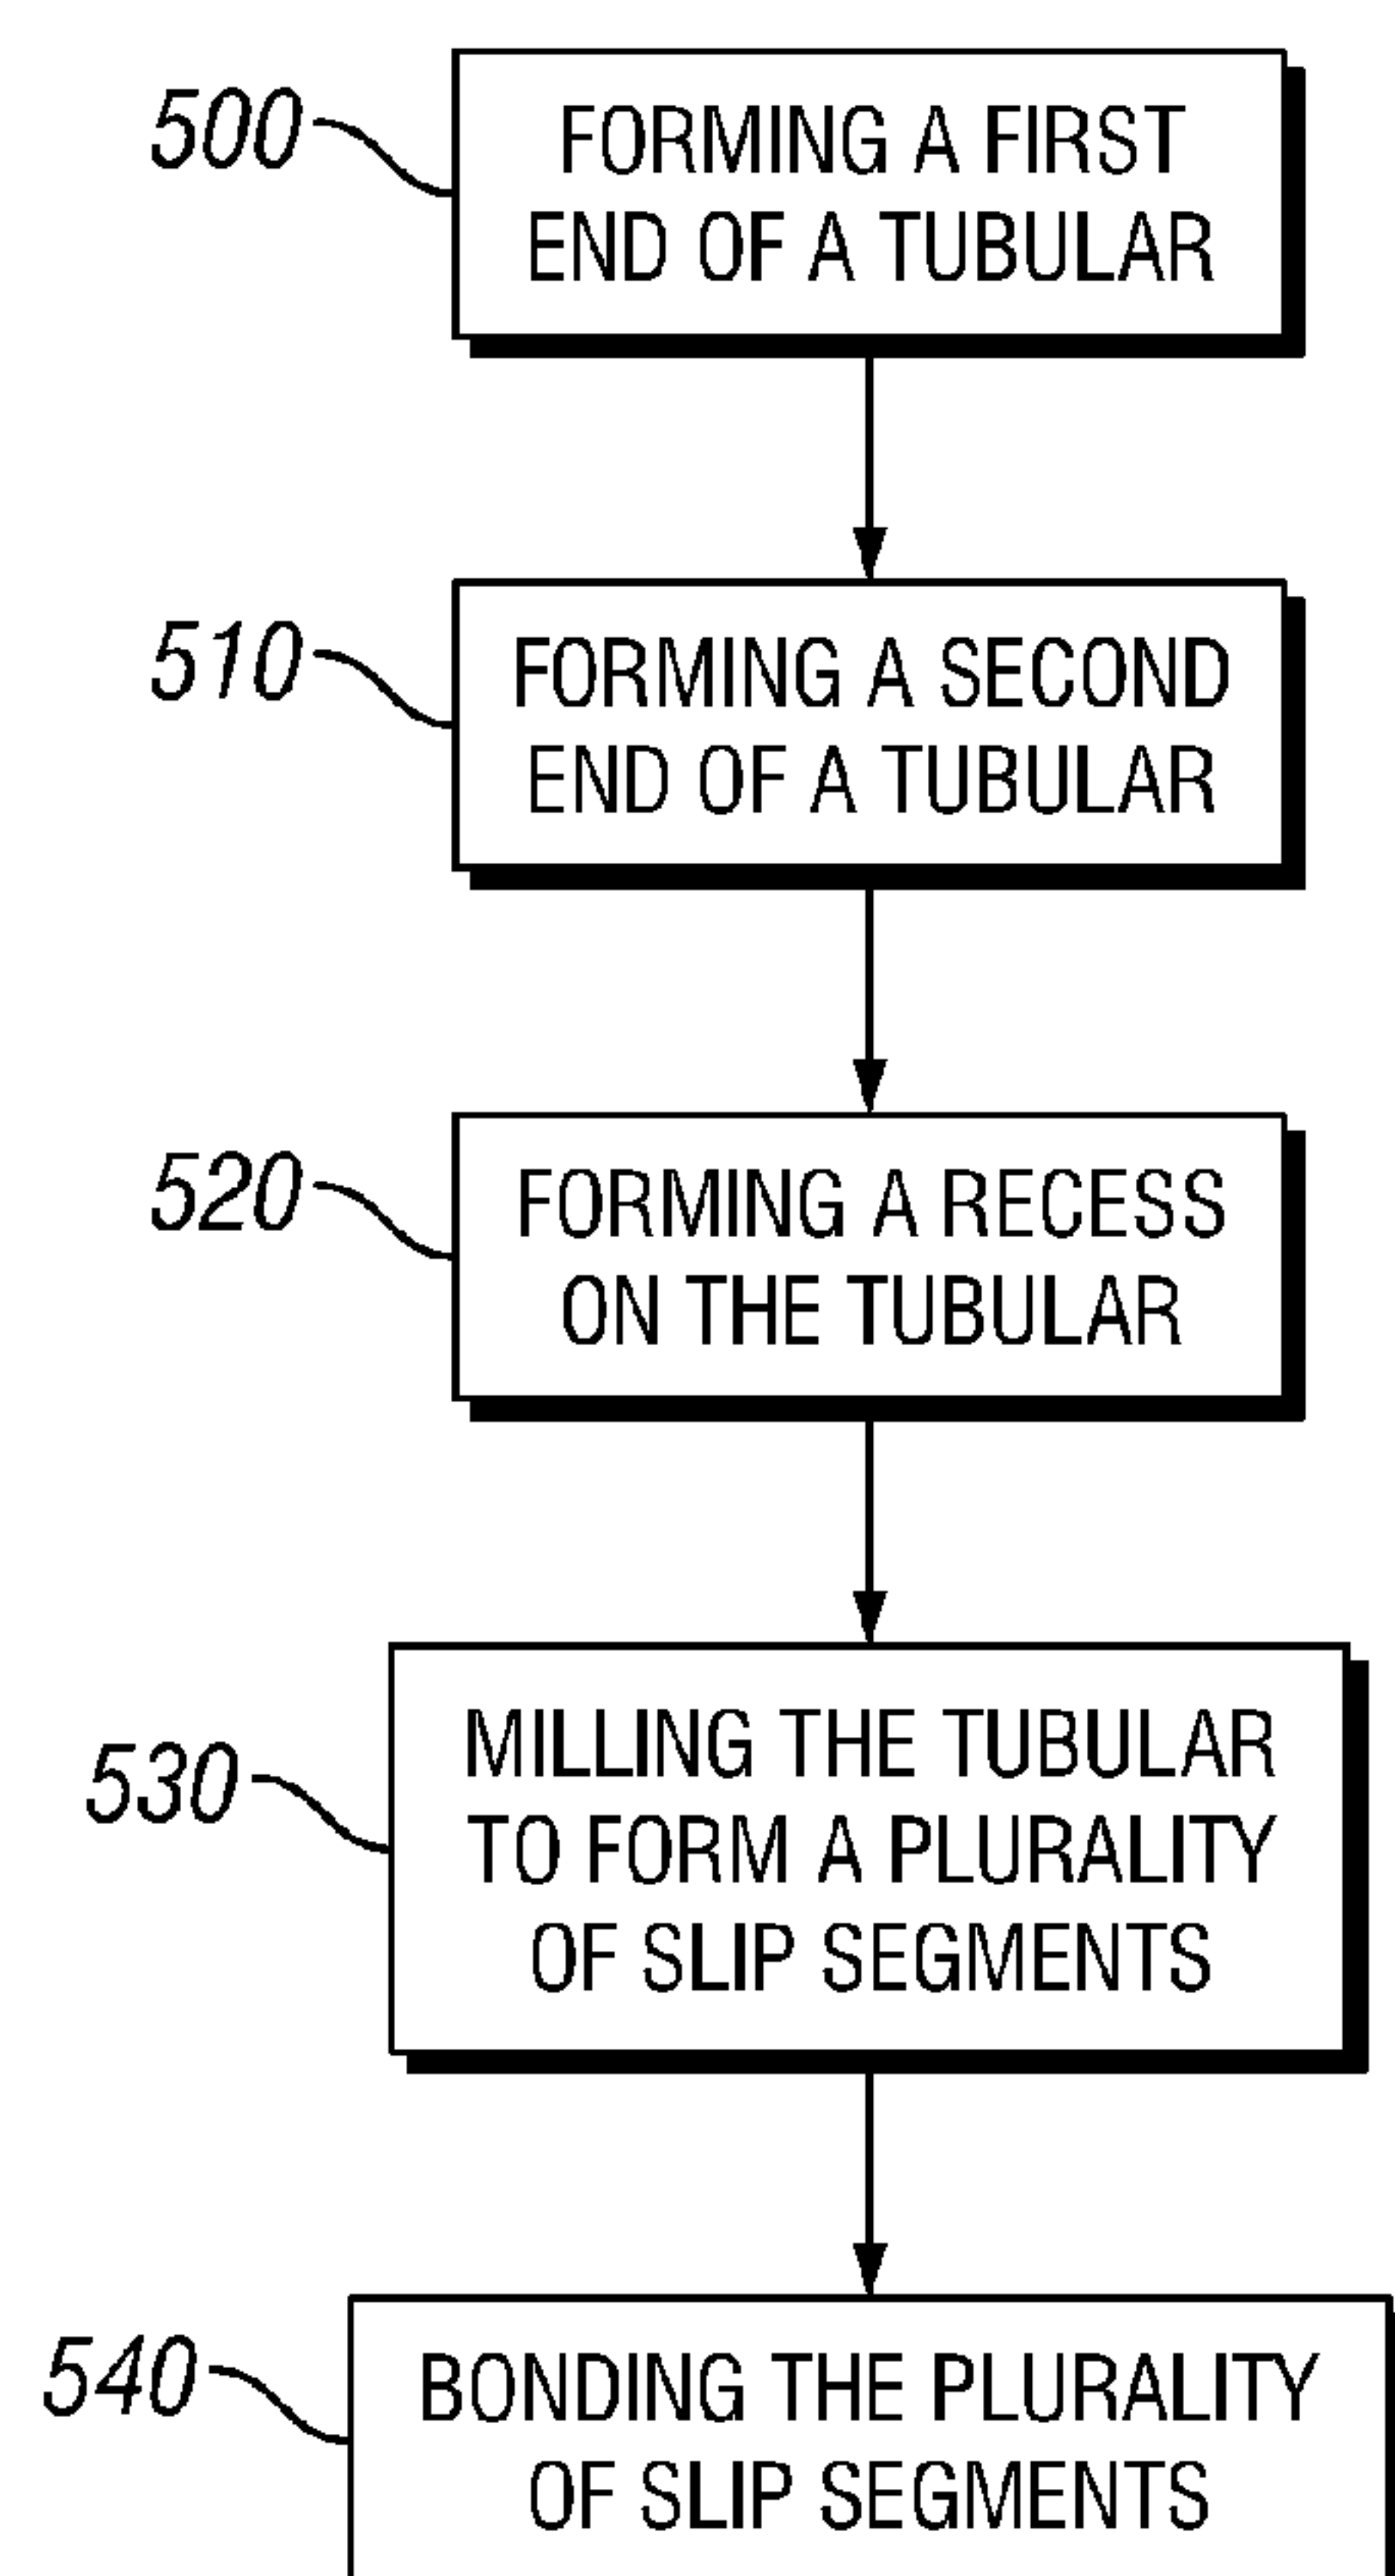 500
FORMING A FIRST
END OF A TUBULAR
510
FORMING A SECOND
END OF A TUBULAR
520
FORMING A RECESS
ON THE TUBULAR
530
MILLING THE TUBULAR
TO FORM A PLURALITY
OF SLIP SEGMENTS
540
BONDING THE PLURALITY
OF SLIP SEGMENTS